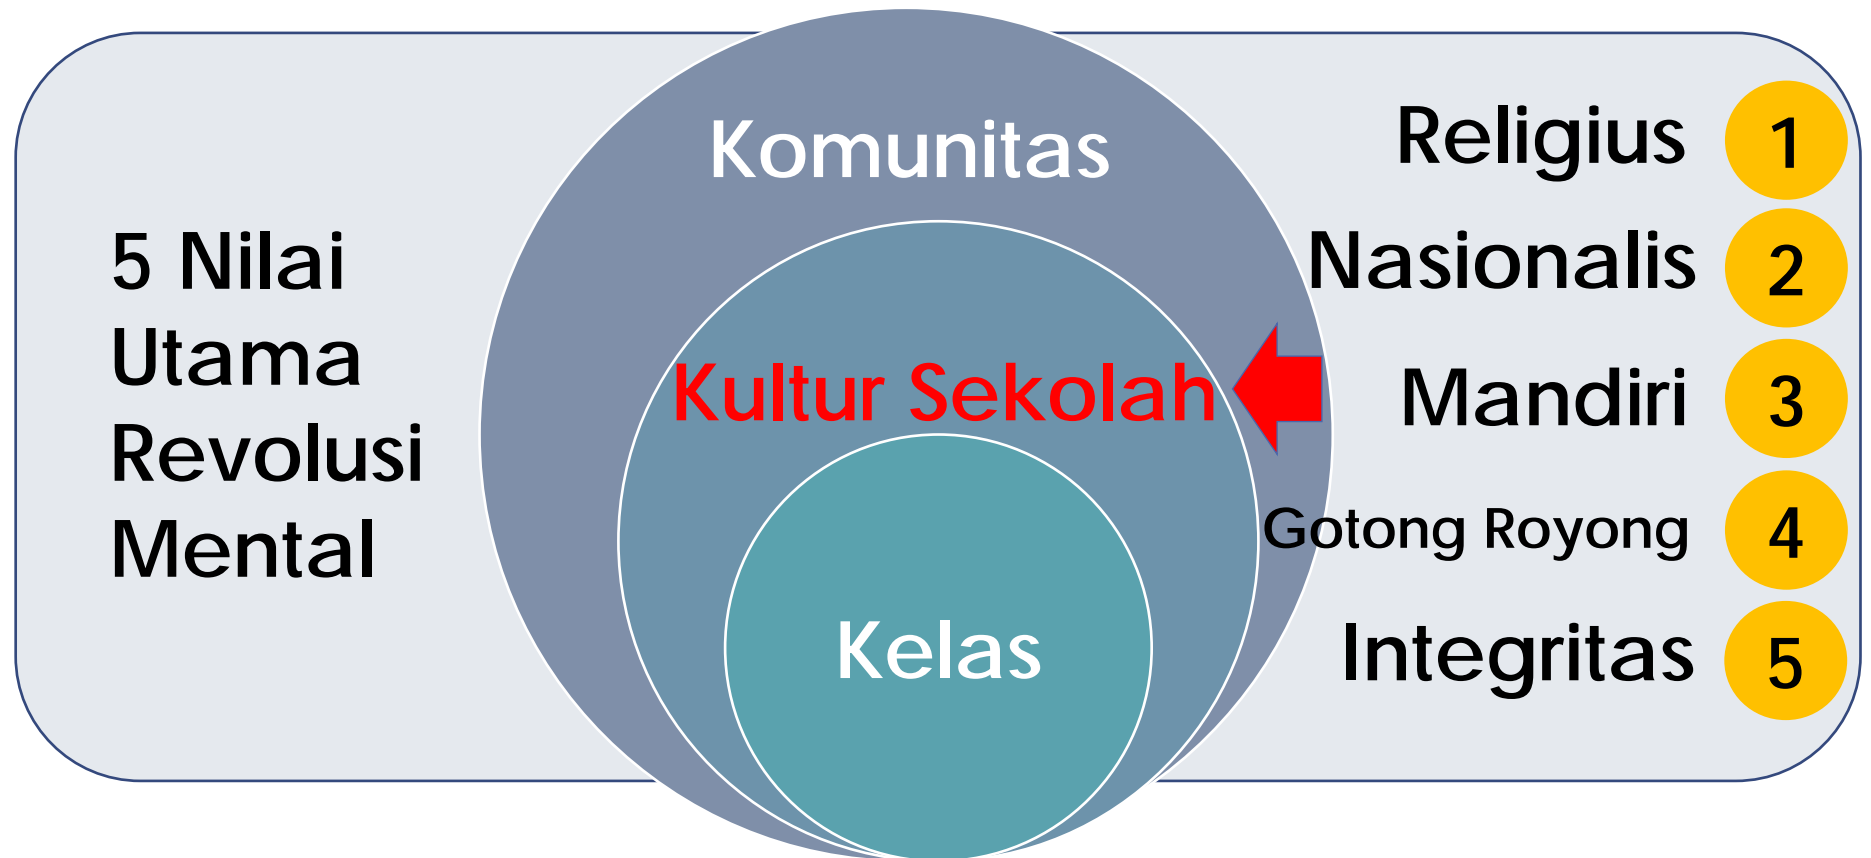 5 Nilai
Utama
Revolusi
Mental
Komunitas
Kultur Sekolah
Kelas
Religius 1
Nasionalis 2
Mandiri 3
Gotong Royong 4
Integritas 5